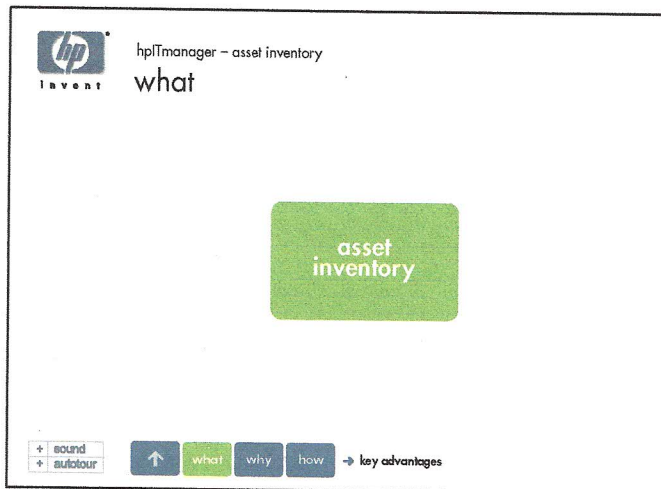 hp
invent
hpITmanager – asset inventory
what
asset
inventory
+ sound
+ autotour
what why how → key advantages